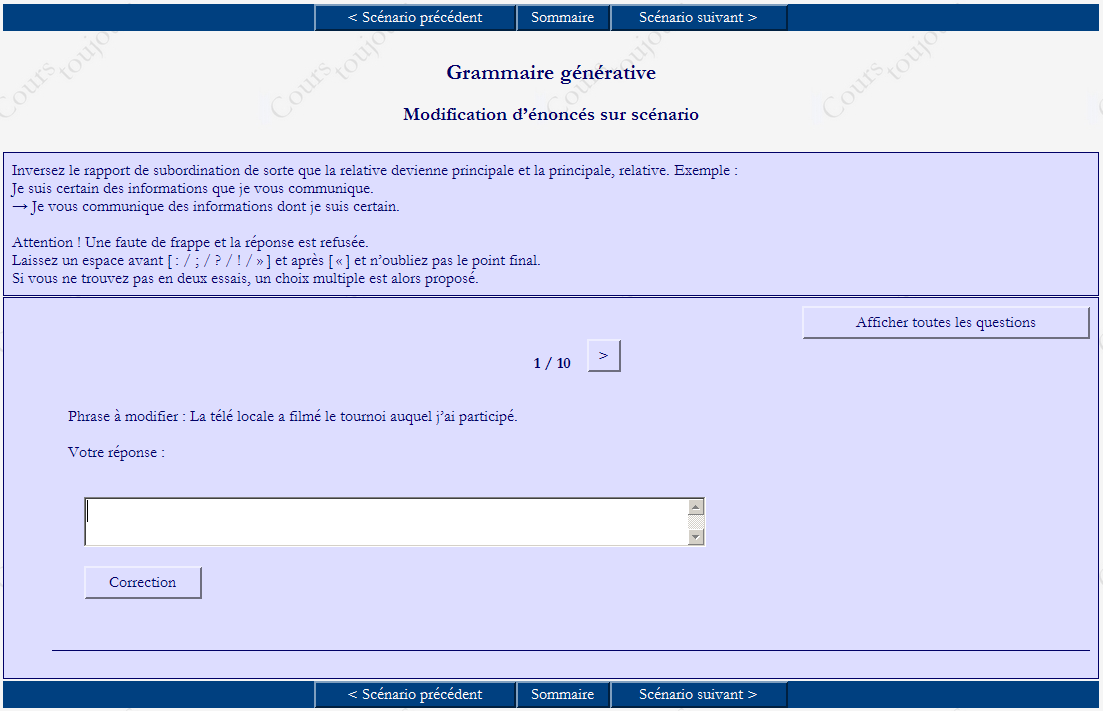 < Scénario précédent Sommaire Scénario suivant >
Cours toujours
Grammaire générative
Modification d’énoncés sur scénario
Inversez le rapport de subordination de sorte que la relative devienne principale et la principale, relative. Exemple :
Je suis certain des informations que je vous communique.
→ Je vous communique des informations dont je suis certain.
Attention ! Une faute de frappe et la réponse est refusée.
Laissez un espace avant [ : / ; / ? / ! / » ] et après [ « ] et n’oubliez pas le point final.
Si vous ne trouvez pas en deux essais, un choix multiple est alors proposé.
Afficher toutes les questions
1 / 10 >
Phrase à modifier : La télé locale a filmé le tournoi auquel j’ai participé.
Votre réponse :
Correction
< Scénario précédent Sommaire Scénario suivant >